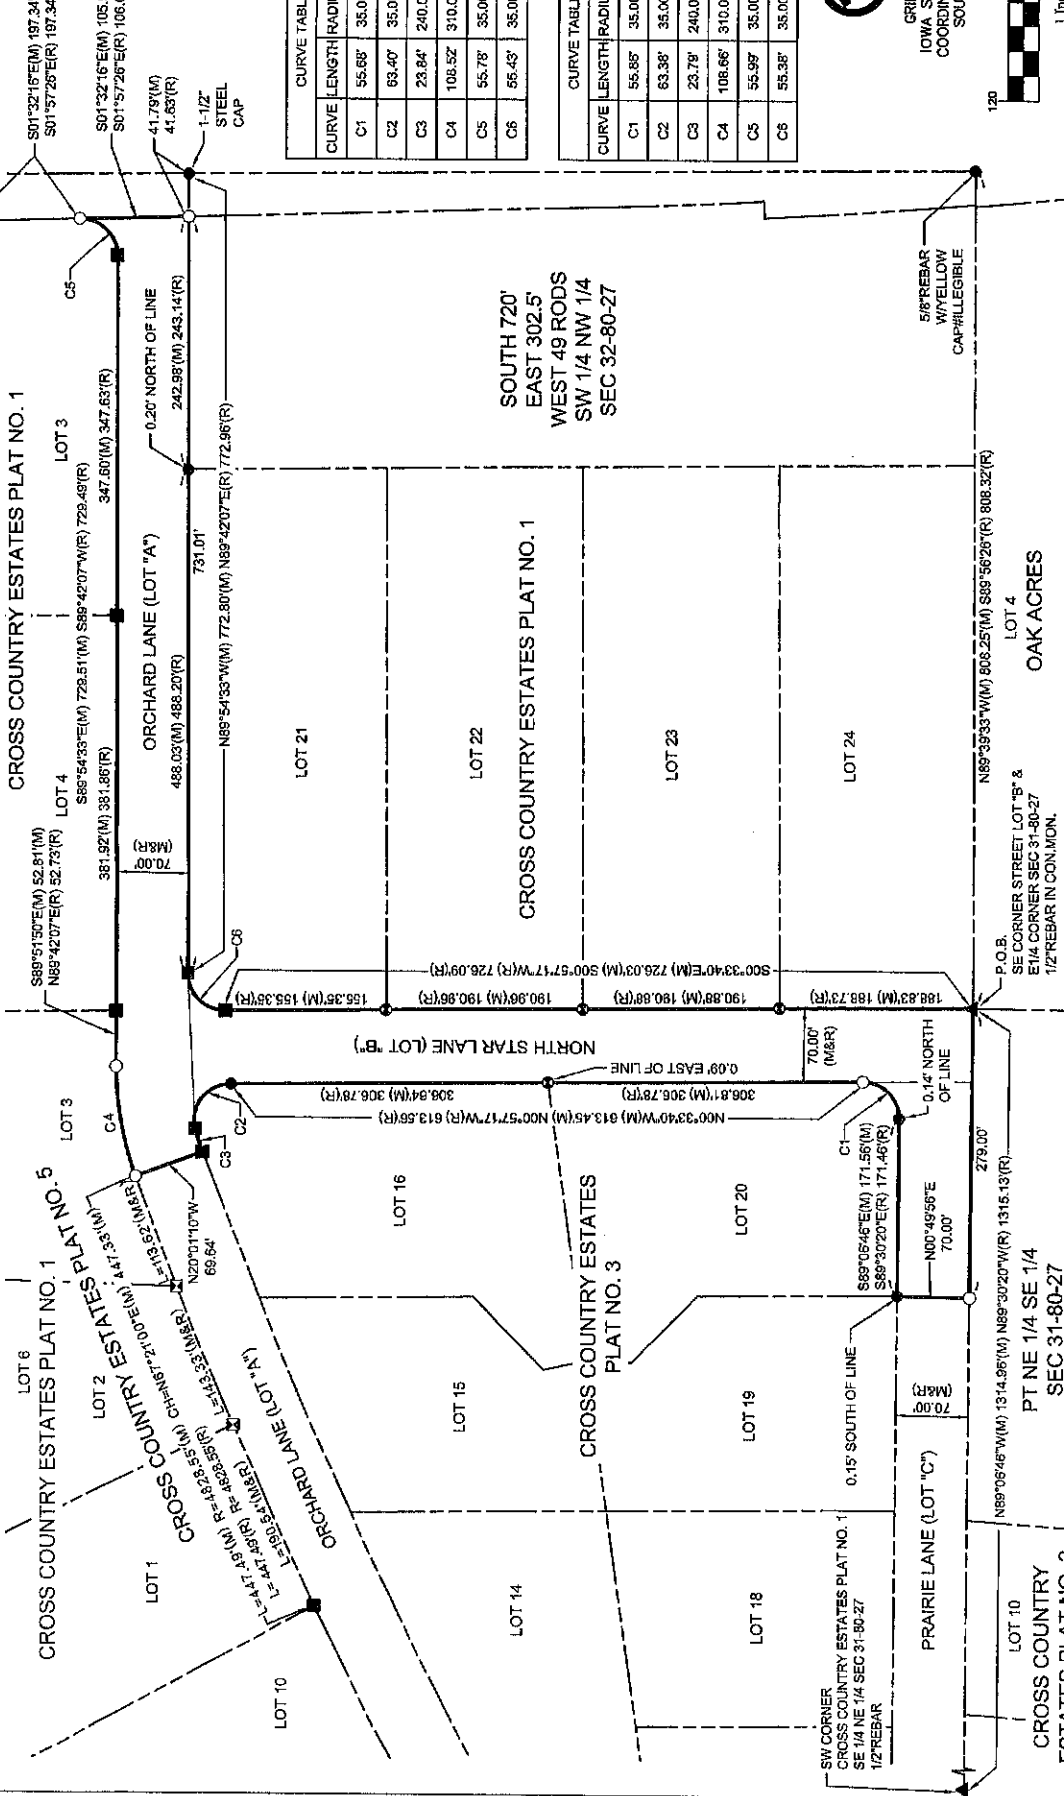 CROSS COUNTRY ESTATES PLAT NO. 1
LOT 6
CROSS COUNTRY ESTATES PLAT NO. 1
LOT 2
CROSS COUNTRY ESTATES PLAT NO. 5
LOT 1
LOT 10
LOT 3
LOT 4
LOT 3
S89°51'50"E(M) 52.81'(M)
N89°42'07"E(R) 52.73'(R)
S89°54'33"E(M) 729.51'(M) S89°42'07"W(R) 729.49'(R)
381.92'(M) 381.86'(R)
347.60'(M) 347.63'(R)
C5
C4
70.00'
(M&R)
ORCHARD LANE (LOT "A")
0.20' NORTH OF LINE
488.03'(M) 488.20'(R)
242.98'(M) 243.14'(R)
731.01'
N89°54'33"W(M) 772.80'(M) N89°42'07"E(R) 772.96'(R)
S01°32'16"E(M) 197.34
S01°57'26"E(R) 197.34
S01°32'16"E(M) 105.
S01°57'26"E(R) 106.
41.79'(M)
41.63'(R)
1-1/2"
STEEL
CAP
CURVE TABL
CURVE LENGTH RADI
C1 55.68' 35.0
C2 63.40' 35.0
C3 23.84' 240.0
C4 108.52' 310.0
C5 55.78' 35.00
C6 55.43' 35.00
CURVE TABL
CURVE LENGTH RADIL
C1 55.85' 35.00
C2 63.38' 35.00
C3 23.79' 240.0
C4 108.66' 310.0
C5 55.99' 35.00
C6 55.38' 35.00
GRI
IOWA S
COORDIN
SOU
120
L=447.49'(M) R=4828.55'(M) CH=N67°21'00"E(M) 447.33'(M)
L=447.49'(R) R=4828.55'(R)
L=190.54'(M&R)
L=143.33'(M&R)
L=113.62'(M&R)
N20°01'10"W
69.64'
C3
C2
C6
ORCHARD LANE (LOT "A")
LOT 21
LOT 22
LOT 23
LOT 24
CROSS COUNTRY ESTATES PLAT NO. 1
SOUTH 720'
EAST 302.5'
WEST 49 RODS
SW 1/4 NW 1/4
SEC 32-80-27
S00°33'40"E(M) 726.03'(M) S00°57'17"W(R) 726.09'(R)
155.35'(M) 155.35'(R)
190.96'(M) 190.96'(R)
190.88'(M) 190.88'(R)
188.83'(M) 188.73'(R)
NORTH STAR LANE (LOT "B")
70.00'
(M&R)
0.09' EAST OF LINE
306.64'(M) 306.78'(R)
306.81'(M) 306.78'(R)
N00°33'40"W(M) 613.45'(M) N00°57'17"W(R) 613.56'(R)
C1
0.14' NORTH
OF LINE
LOT 16
LOT 15
LOT 14
LOT 20
LOT 19
LOT 18
CROSS COUNTRY ESTATES
PLAT NO. 3
S89°06'46"E(M) 171.56'(M)
S89°30'20"E(R) 171.46'(R)
N00°49'56"E
70.00'
279.00'
0.15' SOUTH OF LINE
70.00'
(M&R)
PRAIRIE LANE (LOT "C")
SW CORNER
CROSS COUNTRY ESTATES PLAT NO. 1
SE 1/4 NE 1/4 SEC 31-80-27
1/2"REBAR
N89°06'46"W(M) 1314.96'(M) N89°30'20"W(R) 1315.13'(R)
PT NE 1/4 SE 1/4
SEC 31-80-27
P.O.B.
SE CORNER STREET LOT "B" &
E1/4 CORNER SEC 31-80-27
1/2"REBAR IN CON.MON.
N89°39'33"W(M) 808.25'(M) S89°56'26"(R) 808.32'(R)
LOT 4
OAK ACRES
5/8"REBAR
W/YELLOW
CAP#ILLEGIBLE
LOT 10
CROSS COUNTRY